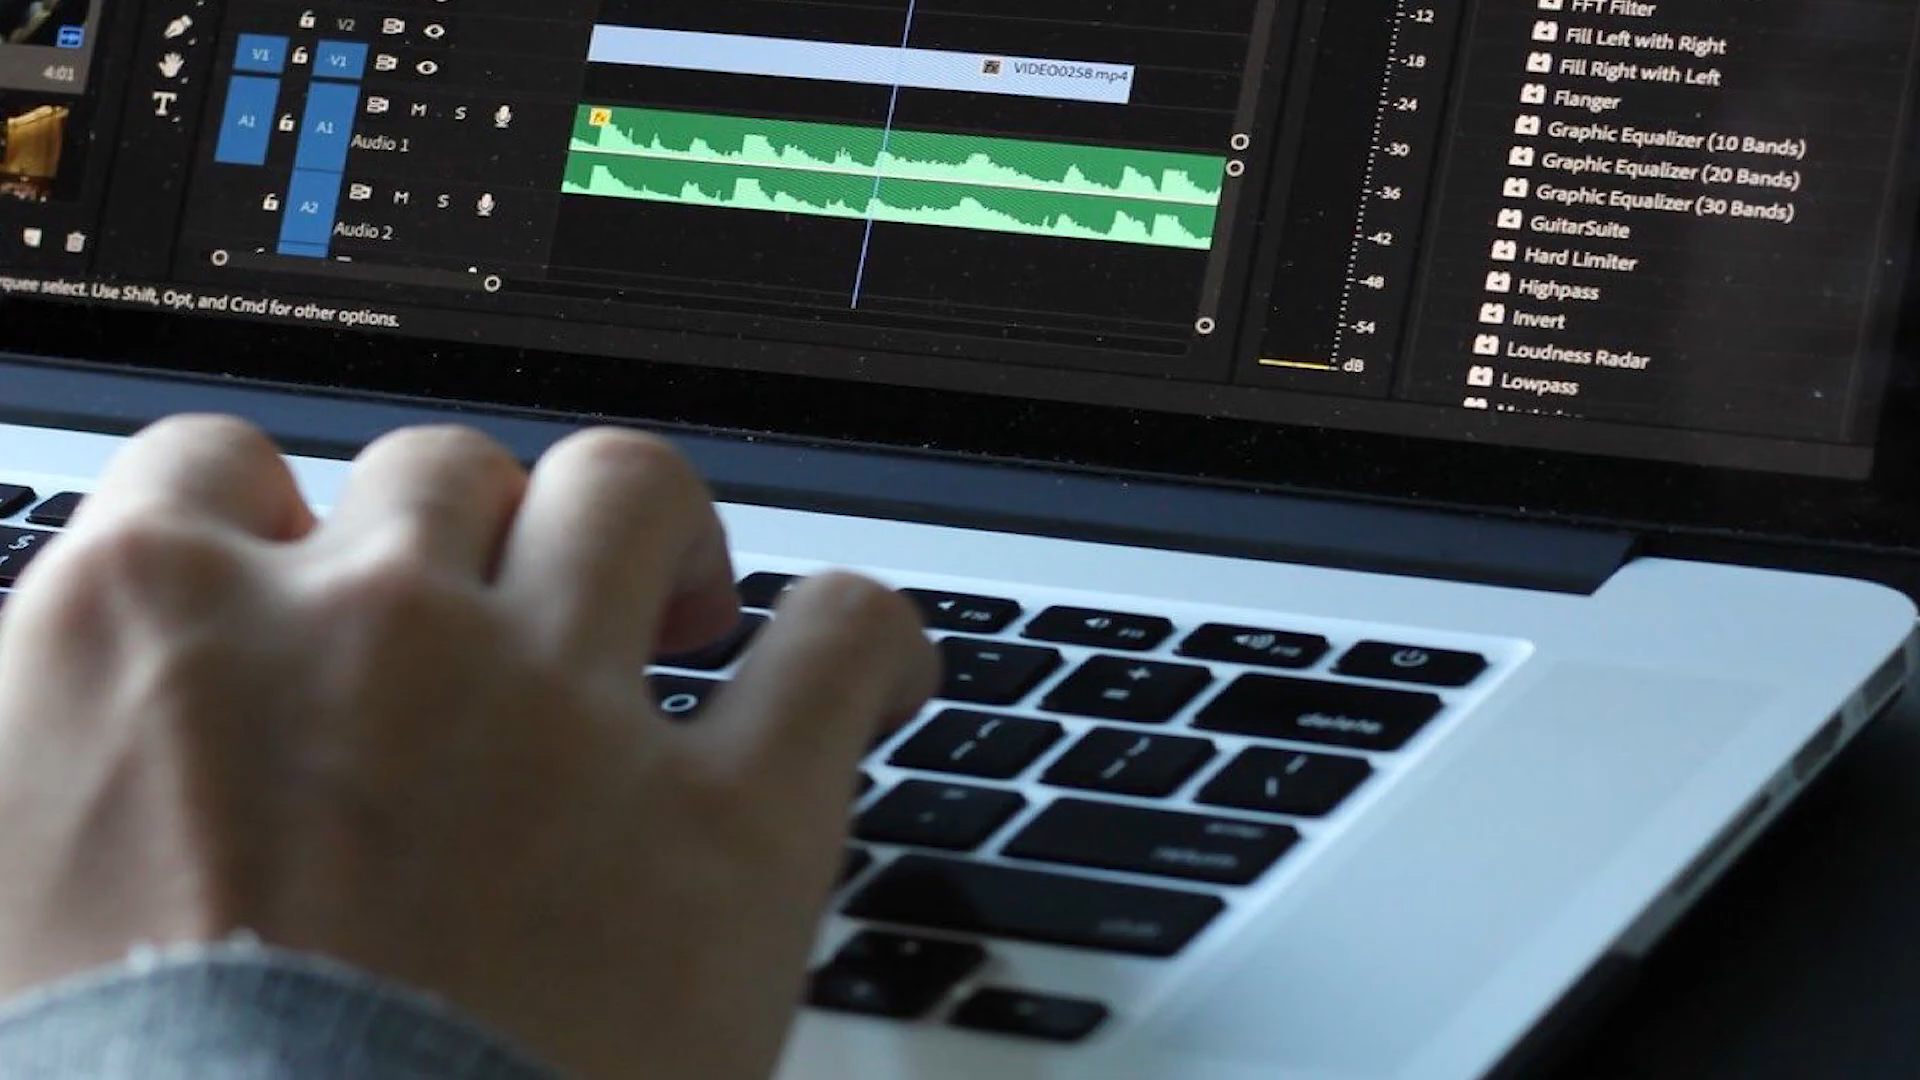 4:01
V2
V1
V1
VIDEO0258.mp4
A1
A1
M
S
Audio 1
fx
A2
M
S
Audio 2
rquee select. Use Shift, Opt, and Cmd for other options.
-12
-18
-24
-30
-36
-42
-48
-54
dB
FFT Filter
Fill Left with Right
Fill Right with Left
Flanger
Graphic Equalizer (10 Bands)
Graphic Equalizer (20 Bands)
Graphic Equalizer (30 Bands)
GuitarSuite
Hard Limiter
Highpass
Invert
Loudness Radar
Lowpass
$
F10
O
delete
return